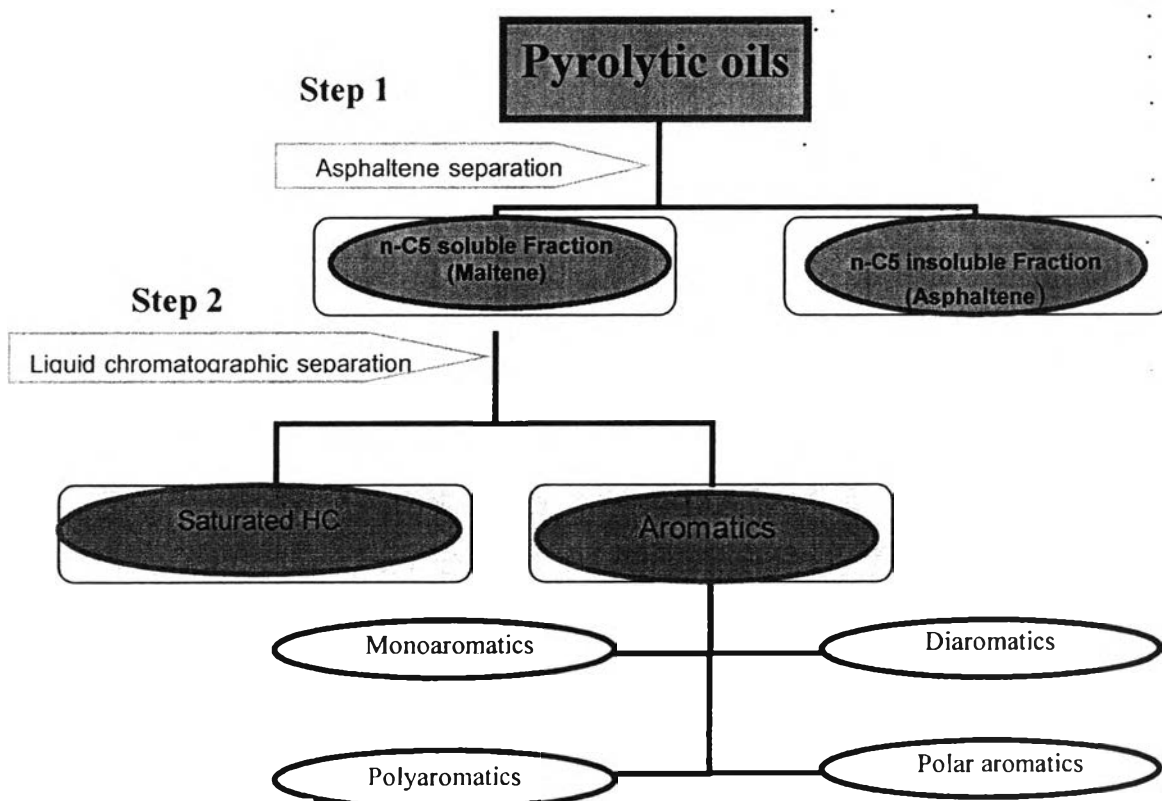 Pyrolytic oils
Step 1
Asphaltene separation
n-C5 soluble Fraction
(Maltene)
n-C5 insoluble Fraction
(Asphaltene)
Step 2
Liquid chromatographic separation
Saturated HC
Aromatics
Monoaromatics
Diaromatics
Polyaromatics
Polar aromatics